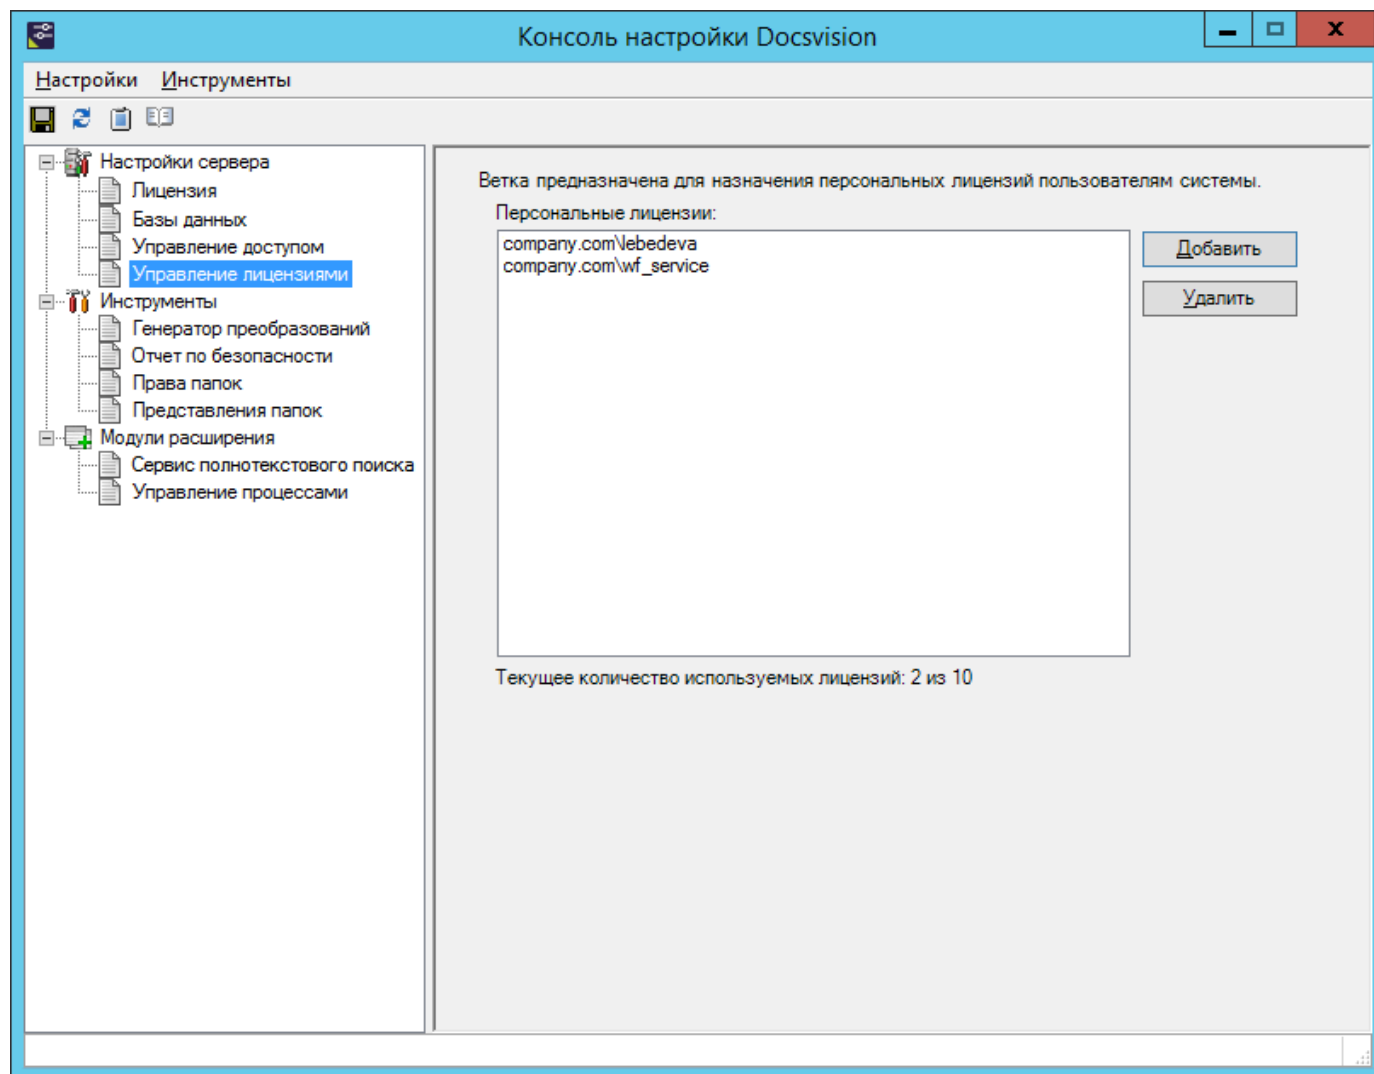 Консоль настройки Docsvision
Настройки Инструменты
Настройки сервера
Лицензия
Базы данных
Управление доступом
Управление лицензиями
Инструменты
Генератор преобразований
Отчет по безопасности
Права папок
Представления папок
Модули расширения
Сервис полнотекстового поиска
Управление процессами
Ветка предназначена для назначения персональных лицензий пользователям системы.
Персональные лицензии:
company.com\lebedeva
company.com\wf_service
Добавить
Удалить
Текущее количество используемых лицензий: 2 из 10